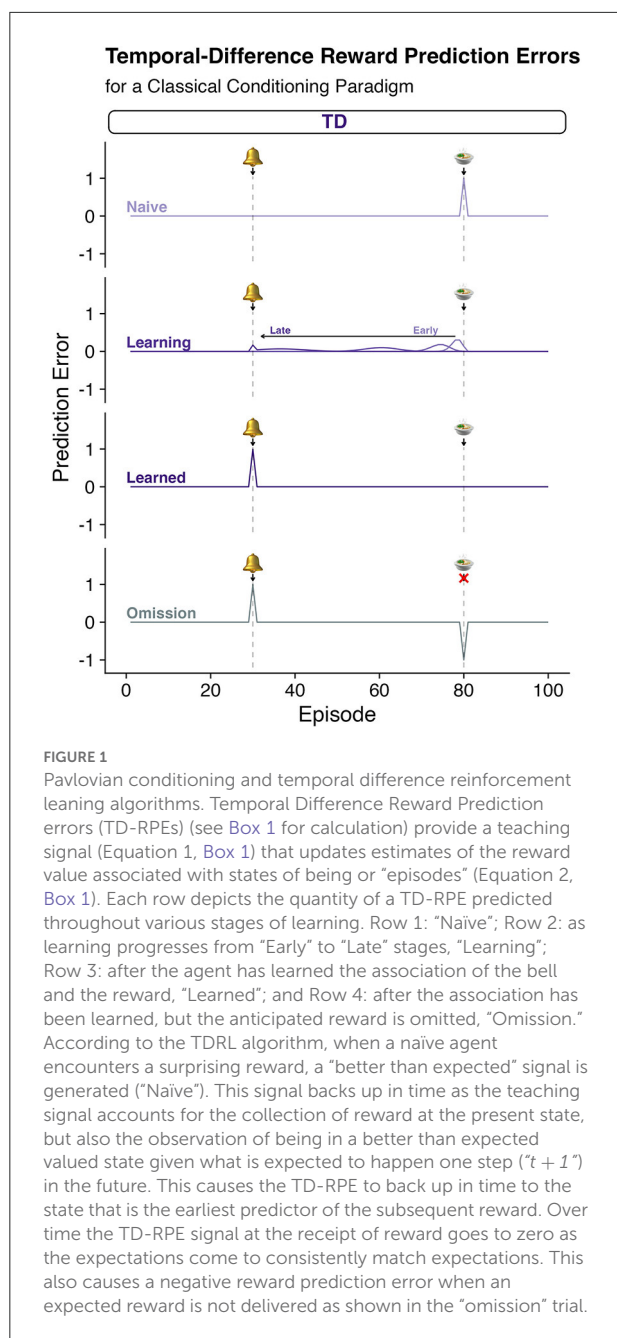 Temporal-Difference Reward Prediction Errors
for a Classical Conditioning Paradigm
TD
1
0
-1
Naive
1
0
-1
Late
Early
Learning
1
0
-1
Learned
1
0
-1
Omission
Prediction Error
0
20
40
60
80
100
Episode
FIGURE 1
Pavlovian conditioning and temporal difference reinforcement
leaning algorithms. Temporal Difference Reward Prediction
errors (TD-RPEs) (see Box 1 for calculation) provide a teaching
signal (Equation 1, Box 1) that updates estimates of the reward
value associated with states of being or “episodes” (Equation 2,
Box 1). Each row depicts the quantity of a TD-RPE predicted
throughout various stages of learning. Row 1: “Naïve”; Row 2: as
learning progresses from “Early” to “Late” stages, “Learning”;
Row 3: after the agent has learned the association of the bell
and the reward, “Learned”; and Row 4: after the association has
been learned, but the anticipated reward is omitted, “Omission.”
According to the TDRL algorithm, when a naïve agent
encounters a surprising reward, a “better than expected” signal is
generated (“Naïve”). This signal backs up in time as the teaching
signal accounts for the collection of reward at the present state,
but also the observation of being in a better than expected
valued state given what is expected to happen one step (“t + 1”)
in the future. This causes the TD-RPE to back up in time to the
state that is the earliest predictor of the subsequent reward. Over
time the TD-RPE signal at the receipt of reward goes to zero as
the expectations come to consistently match expectations. This
also causes a negative reward prediction error when an
expected reward is not delivered as shown in the “omission” trial.